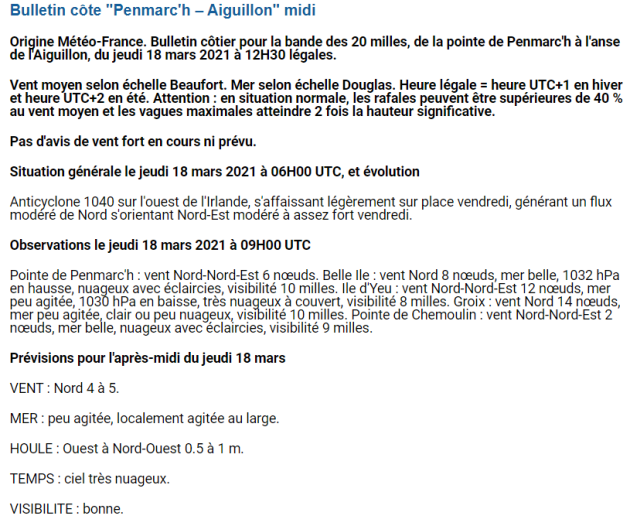 Bulletin côte "Penmarc'h – Aiguillon" midi
Origine Météo-France. Bulletin côtier pour la bande des 20 milles, de la pointe de Penmarc'h à l'anse
de l'Aiguillon, du jeudi 18 mars 2021 à 12H30 légales.
Vent moyen selon échelle Beaufort. Mer selon échelle Douglas. Heure légale = heure UTC+1 en hiver
et heure UTC+2 en été. Attention : en situation normale, les rafales peuvent être supérieures de 40 %
au vent moyen et les vagues maximales atteindre 2 fois la hauteur significative.
Pas d'avis de vent fort en cours ni prévu.
Situation générale le jeudi 18 mars 2021 à 06H00 UTC, et évolution
Anticyclone 1040 sur l'ouest de l'Irlande, s'affaissant légèrement sur place vendredi, générant un flux
modéré de Nord s'orientant Nord-Est modéré à assez fort vendredi.
Observations le jeudi 18 mars 2021 à 09H00 UTC
Pointe de Penmarc'h : vent Nord-Nord-Est 6 nœuds. Belle Ile : vent Nord 8 nœuds, mer belle, 1032 hPa
en hausse, nuageux avec éclaircies, visibilité 10 milles. Ile d'Yeu : vent Nord-Nord-Est 12 nœuds, mer
peu agitée, 1030 hPa en baisse, très nuageux à couvert, visibilité 8 milles. Groix : vent Nord 14 nœuds,
mer peu agitée, clair ou peu nuageux, visibilité 10 milles. Pointe de Chemoulin : vent Nord-Nord-Est 2
nœuds, mer belle, nuageux avec éclaircies, visibilité 9 milles.
Prévisions pour l'après-midi du jeudi 18 mars
VENT : Nord 4 à 5.
MER : peu agitée, localement agitée au large.
HOULE : Ouest à Nord-Ouest 0.5 à 1 m.
TEMPS : ciel très nuageux.
VISIBILITE : bonne.